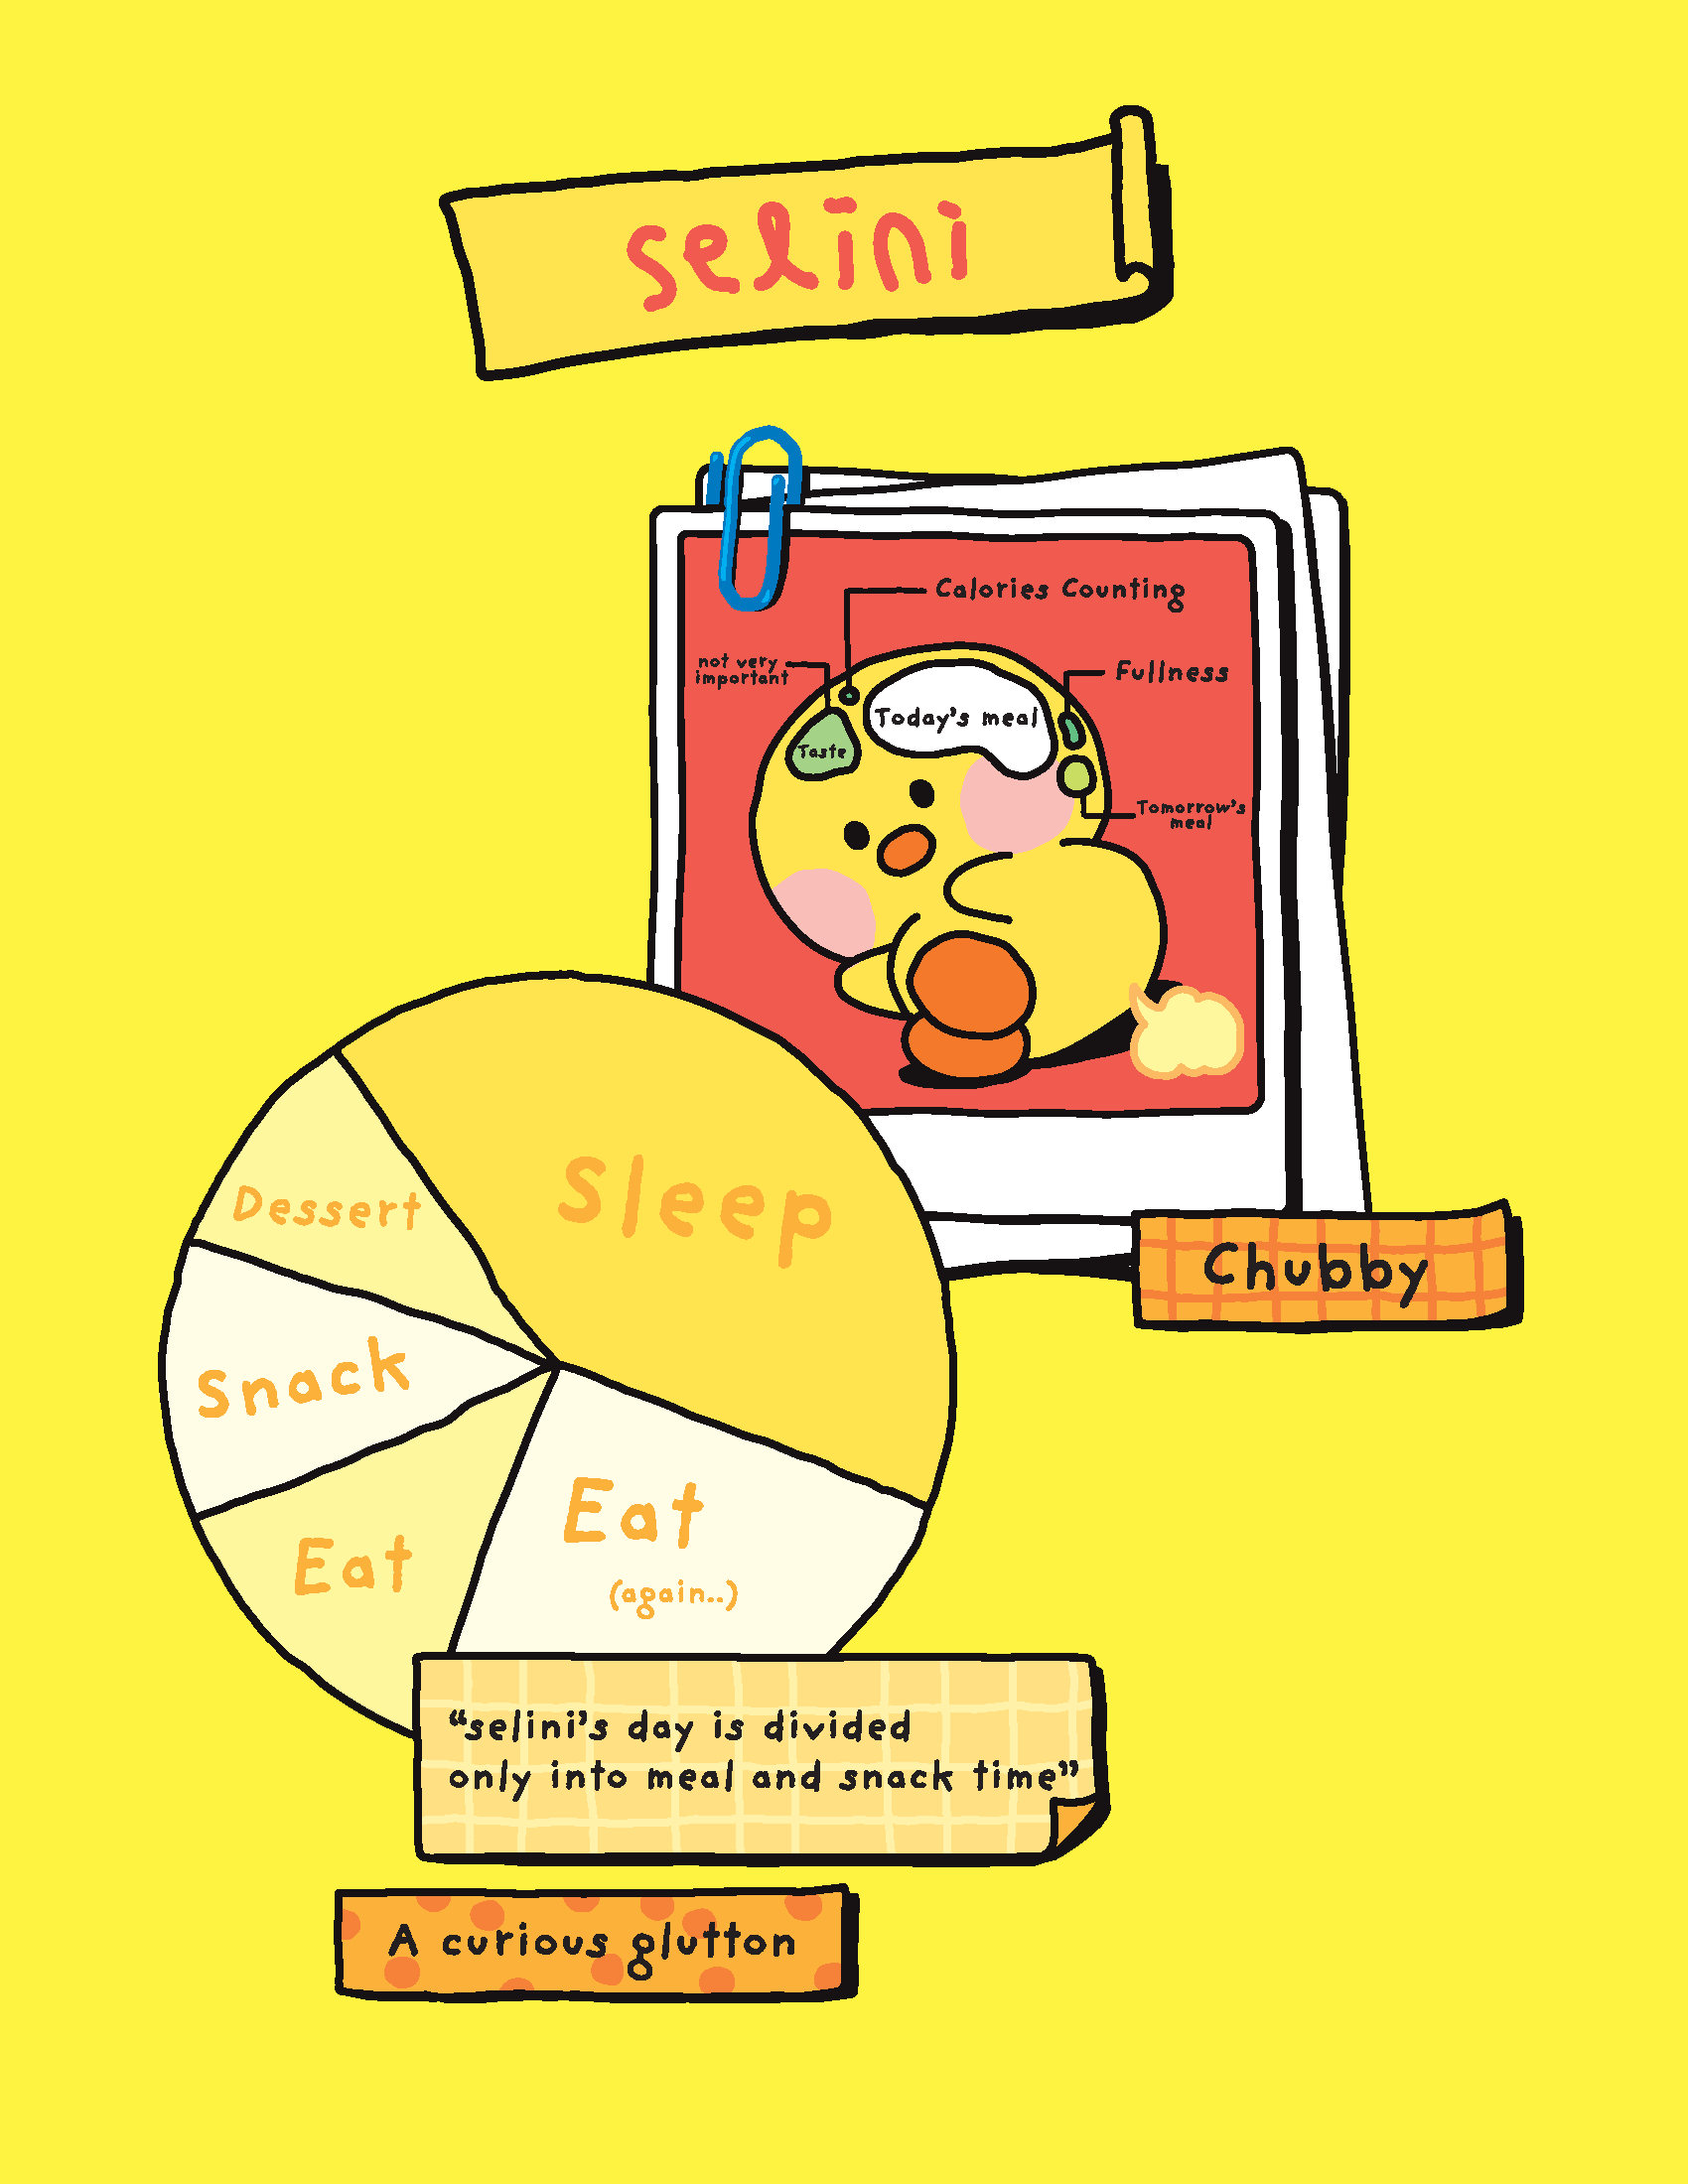 selini
Calories Counting
not very
important
Fullness
Today's meal
Taste
Tomorrow's
meal
Sleep
Dessert
Chubby
Snack
Eat
(again..)
Eat
“selini’s day is divided
only into meal and snack time”
A curious glutton